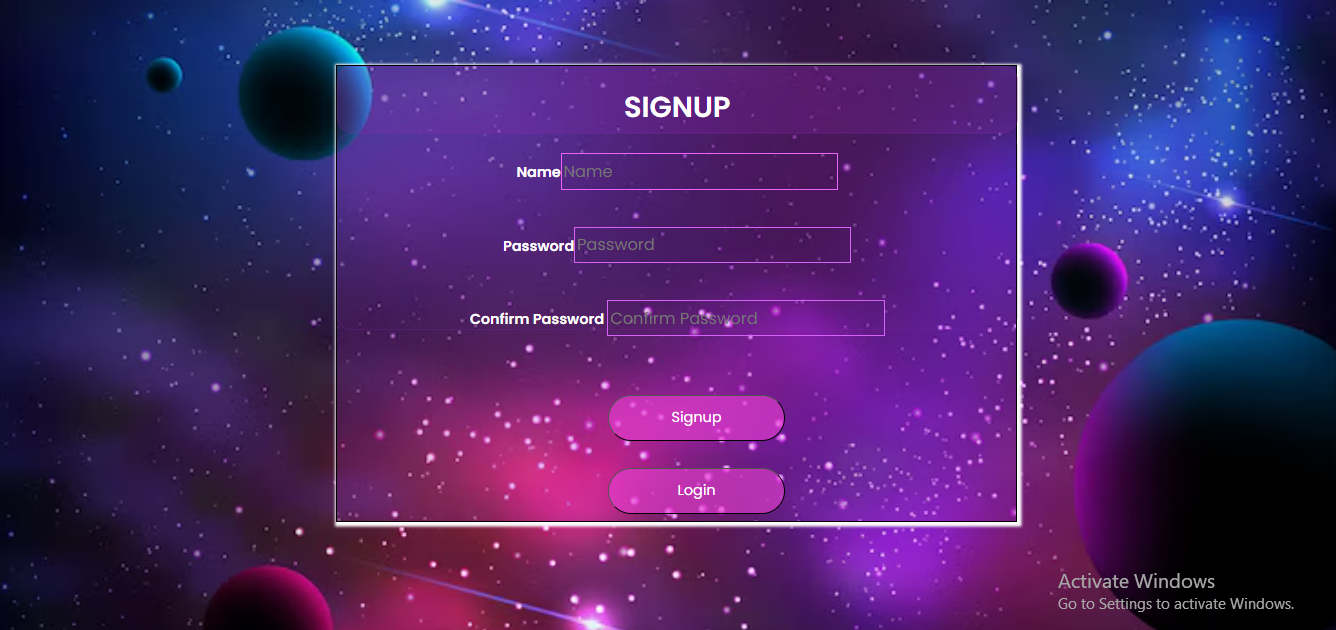 SIGNUP
Name Name
Password Password
Confirm Password Confirm Password
Signup
Login
Activate Windows
Go to Settings to activate Windows.